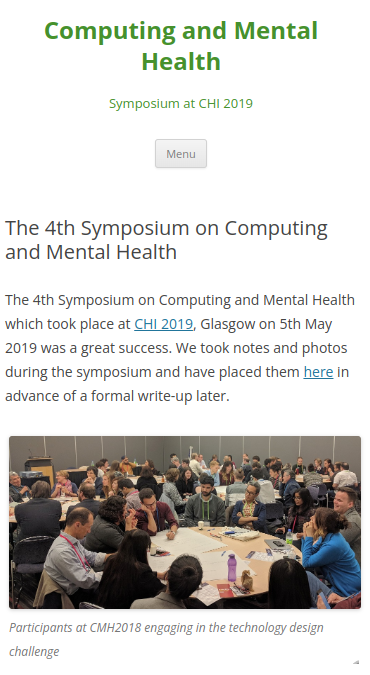 Computing and Mental
Health
Symposium at CHI 2019
Menu
The 4th Symposium on Computing
and Mental Health
The 4th Symposium on Computing and Mental Health
which took place at CHI 2019, Glasgow on 5th May
2019 was a great success. We took notes and photos
during the symposium and have placed them here in
advance of a formal write-up later.
Participants at CMH2018 engaging in the technology design
challenge